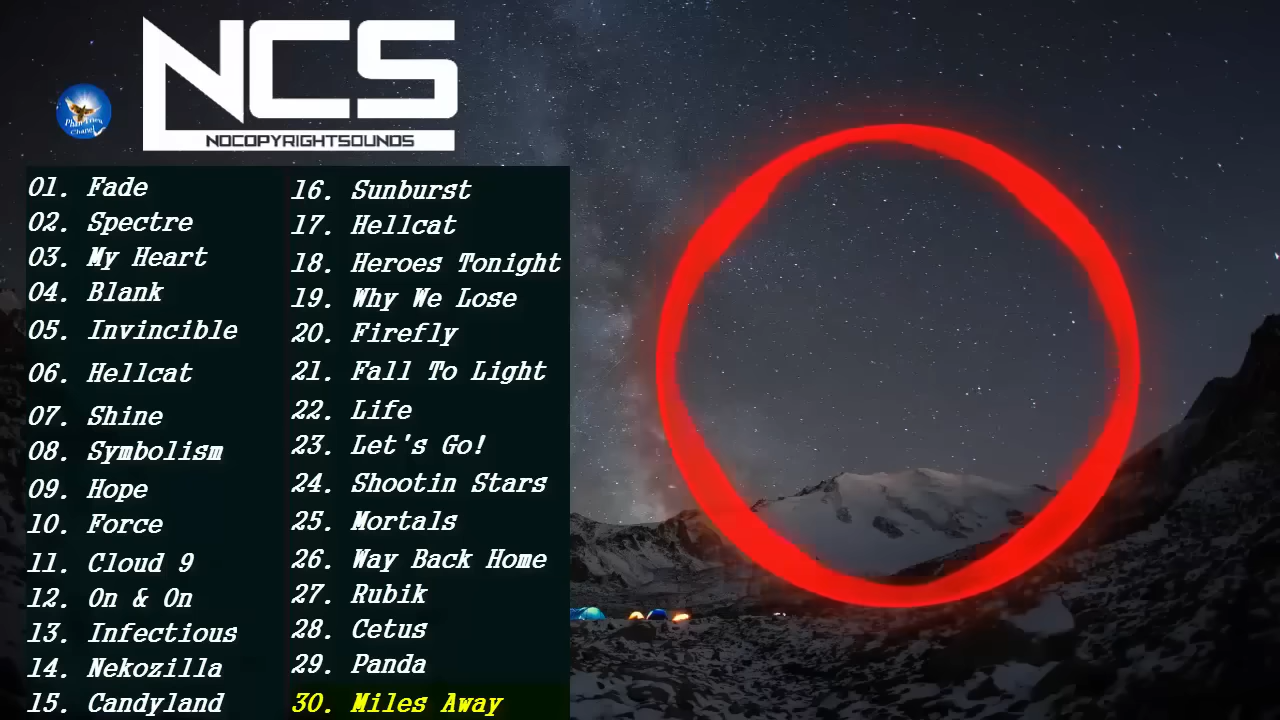 NCS
NOCOPYRIGHTSOUNDS
Chanel
01. Fade
02. Spectre
03. My Heart
04. Blank
05. Invincible
06. Hellcat
07. Shine
08. Symbolism
09. Hope
10. Force
11. Cloud 9
12. On & On
13. Infectious
14. Nekozilla
15. Candyland
16. Sunburst
17. Hellcat
18. Heroes Tonight
19. Why We Lose
20. Firefly
21. Fall To Light
22. Life
23. Let's Go!
24. Shootin Stars
25. Mortals
26. Way Back Home
27. Rubik
28. Cetus
29. Panda
30. Miles Away